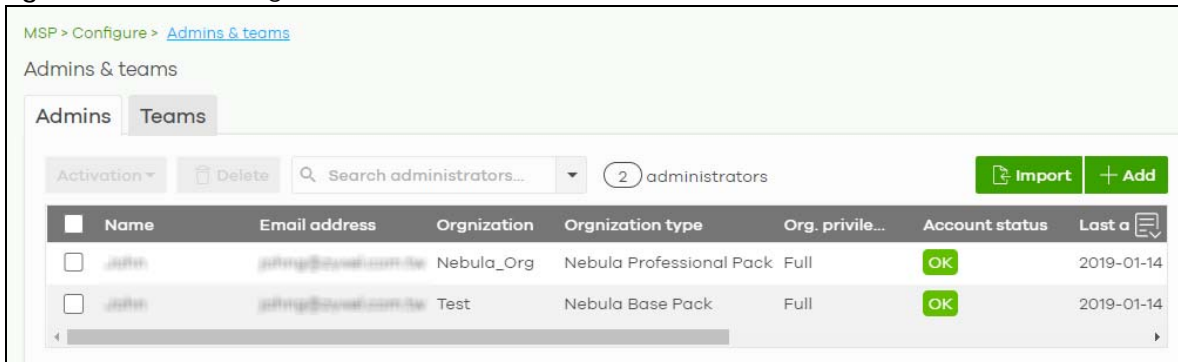 MSP > Configure > Admins & teams
Admins & teams
Admins Teams
Activation Delete Search administrators... 2 administrators Import + Add
Name Email address Orgnization Orgnization type Org. privile... Account status Last a
Nebula_Org Nebula Professional Pack Full OK 2019-01-14
Test Nebula Base Pack Full OK 2019-01-14